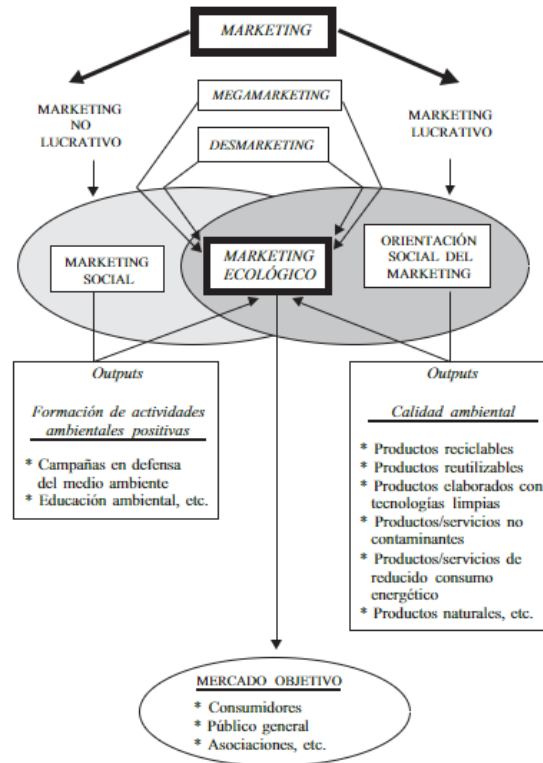 MARKETING
MARKETING
NO
LUCRATIVO
MEGAMARKETING
DESMARKETING
MARKETING
LUCRATIVO
MARKETING
SOCIAL
MARKETING
ECOLÓGICO
ORIENTACIÓN
SOCIAL DEL
MARKETING
Outputs
Formación de actividades
ambientales positivas
* Campañas en defensa
del medio ambiente
* Educación ambiental, etc.
Outputs
Calidad ambiental
* Productos reciclables
* Productos reutilizables
* Productos elaborados con
tecnologías limpias
* Productos/servicios no
contaminantes
* Productos/servicios de
reducido consumo
energético
* Productos naturales, etc.
MERCADO OBJETIVO
* Consumidores
* Público general
* Asociaciones, etc.